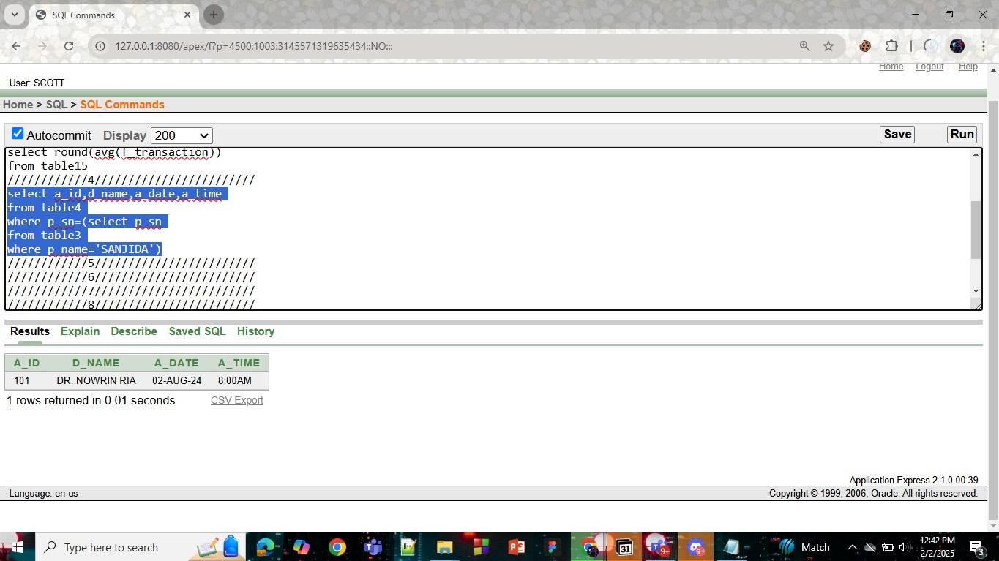 SQL Commands
127.0.0.1:8080/apex/f?p=4500:1003:3145571319635434::NO:::
Home Logout Help
User: SCOTT
Home > SQL > SQL Commands
Autocommit Display 200 Save Run
select round(avg(f_transaction))
from table15
////////////4////////////////////////
select a_id,d_name,a_date,a_time
from table4
where p_sn=(select p_sn
from table3
where p_name='SANJIDA')
////////////5////////////////////////
////////////6////////////////////////
////////////7////////////////////////
////////////8////////////////////////
Results Explain Describe Saved SQL History
A_ID D_NAME A_DATE A_TIME
101 DR. NOWRIN RIA 02-AUG-24 8:00AM
1 rows returned in 0.01 seconds CSV Export
Application Express 2.1.0.00.39
Language: en-us Copyright © 1999, 2006, Oracle. All rights reserved.
Type here to search 31 9+ 9+ Match 12:42 PM
2/2/2025 3